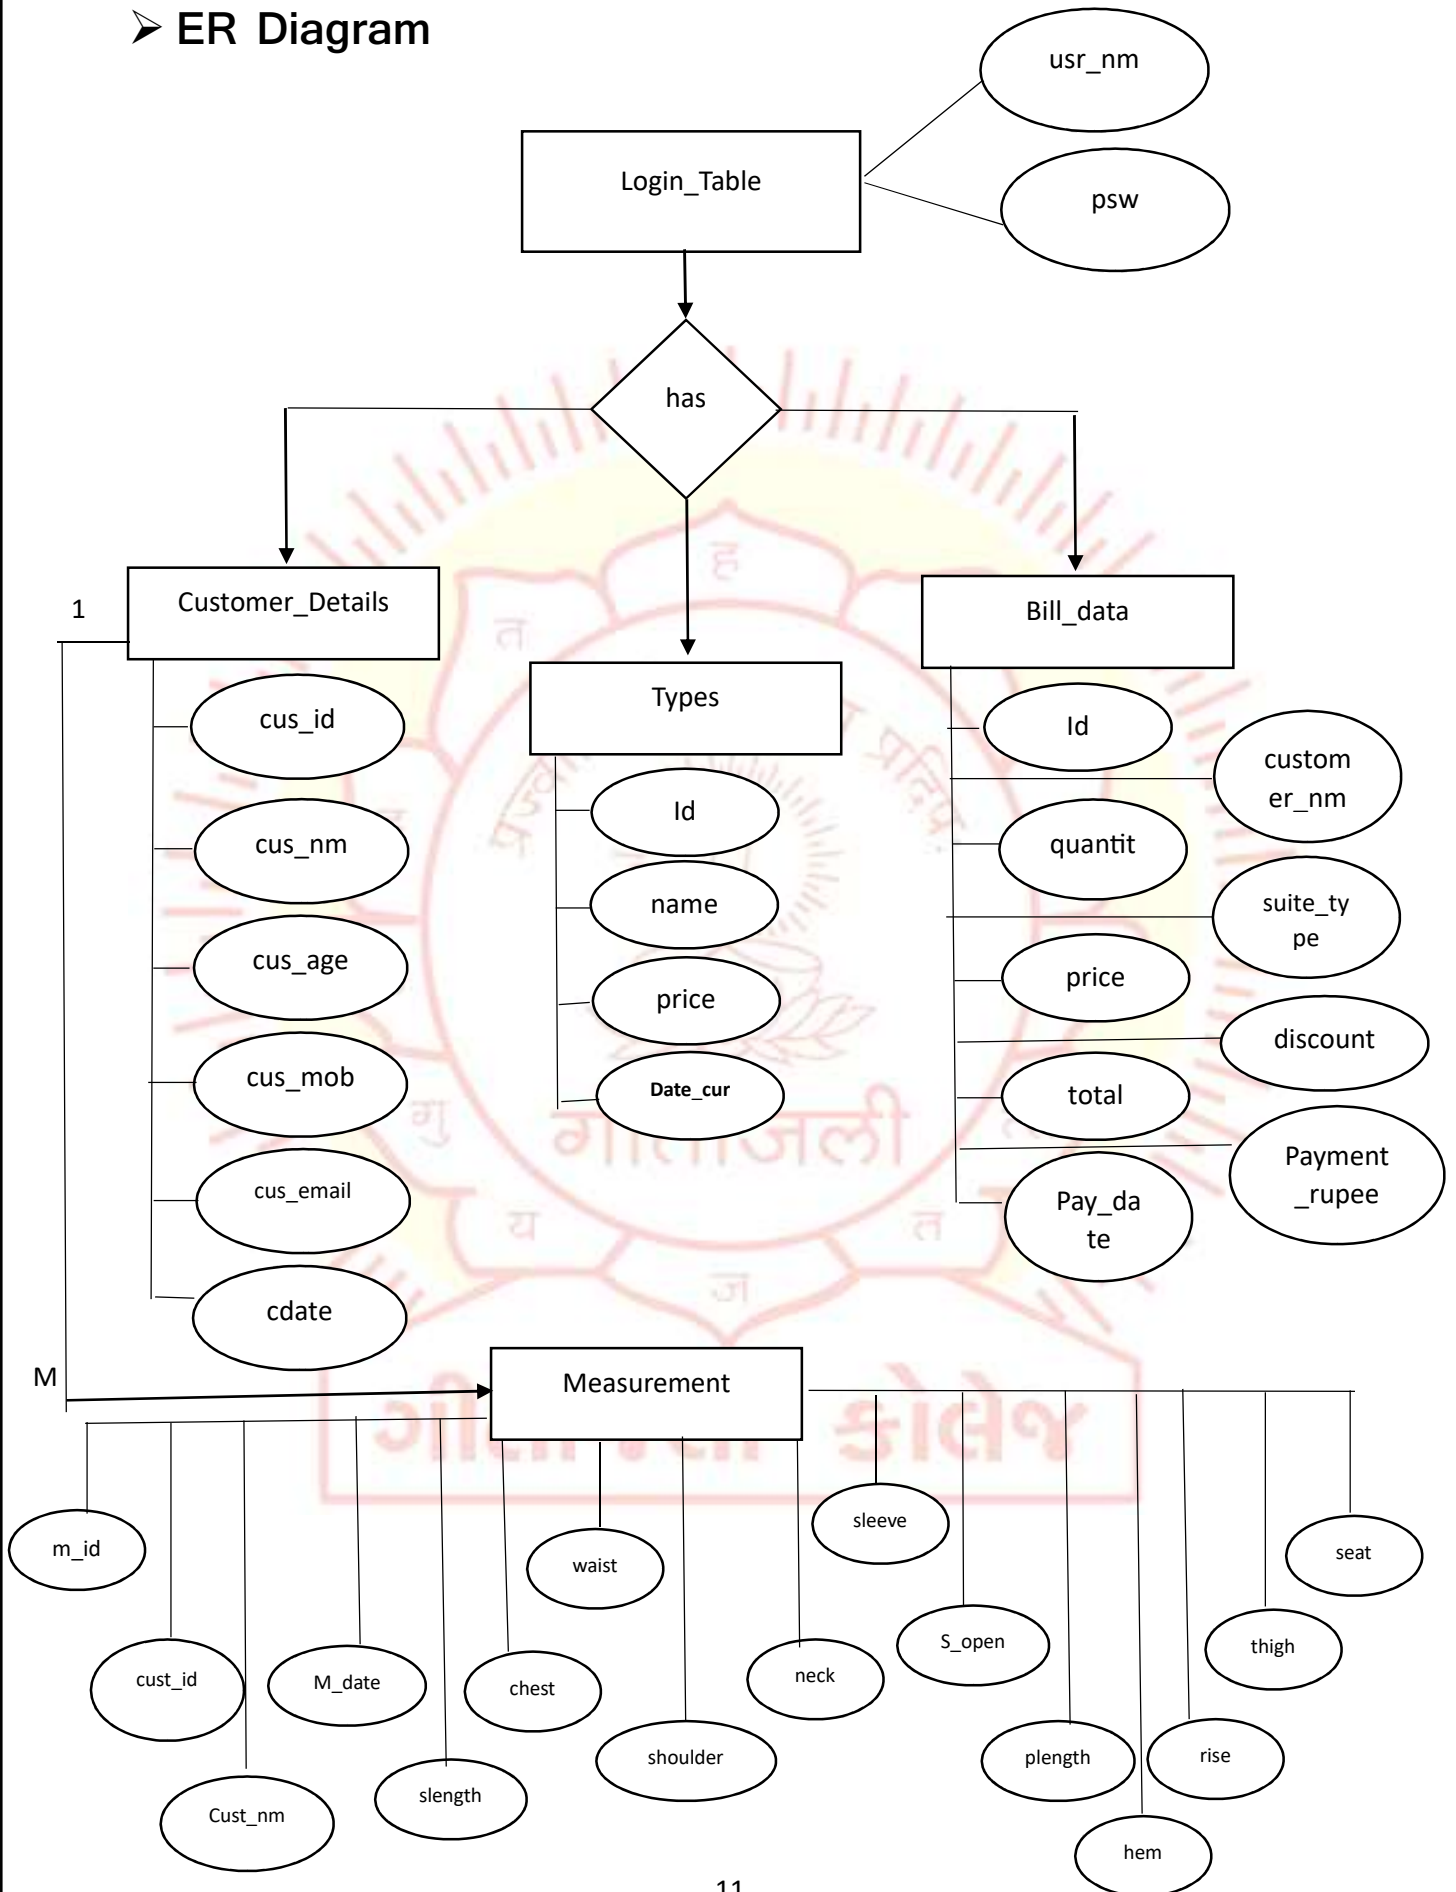 ➢ ER Diagram
usr_nm
psw
Login_Table
has
Customer_Details
1
Types
Bill_data
cus_id
cus_nm
cus_age
cus_mob
cus_email
cdate
Id
name
price
Date_cur
Id
custom
er_nm
quantit
suite_ty
pe
price
discount
total
Payment
_rupee
Pay_da
te
ह
त
य
ज
त
गु
प्रदिप
गीतांजली
કોલેજ
M
Measurement
m_id
cust_id
Cust_nm
M_date
slength
chest
waist
shoulder
neck
sleeve
S_open
plength
hem
rise
thigh
seat
11